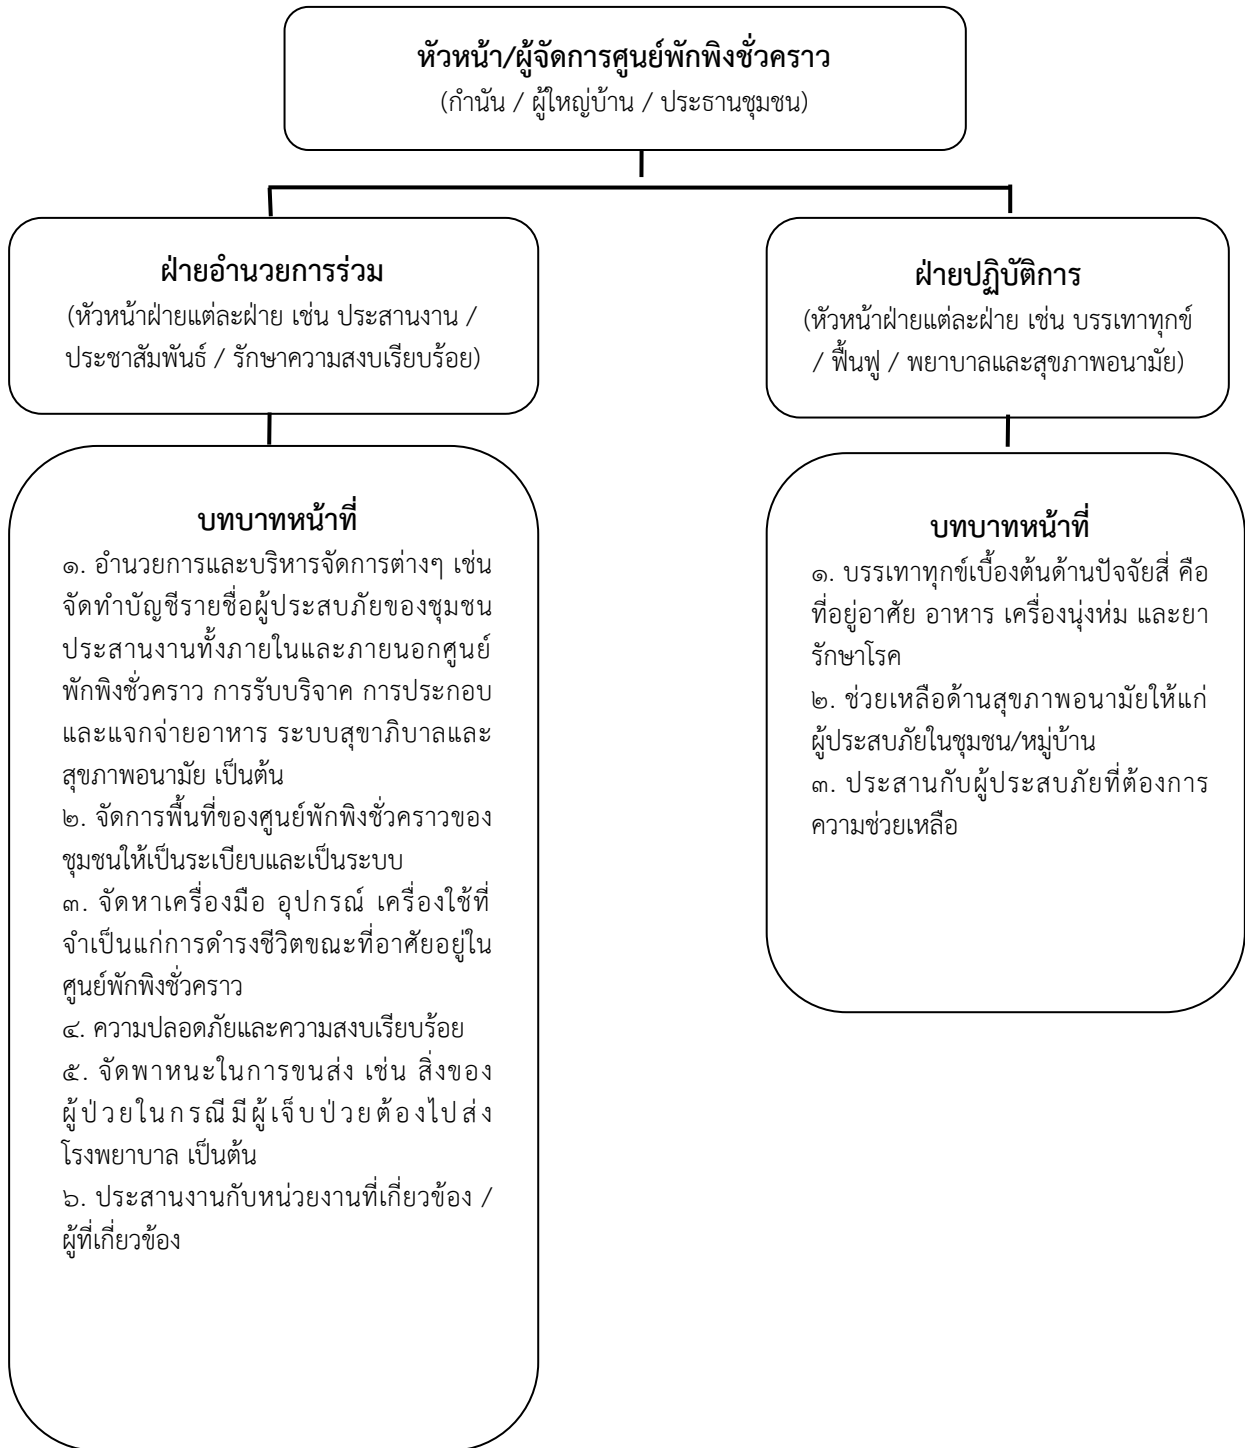 หัวหน้า/ผู้จัดการศูนย์พักพิงชั่วคราว
(กำนัน / ผู้ใหญ่บ้าน / ประธานชุมชน)
ฝ่ายอำนวยการร่วม
(หัวหน้าฝ่ายแต่ละฝ่าย เช่น ประสานงาน /
ประชาสัมพันธ์ / รักษาความสงบเรียบร้อย)
บทบาทหน้าที่
๑. อำนวยการและบริหารจัดการต่างๆ เช่น
จัดทำบัญชีรายชื่อผู้ประสบภัยของชุมชน
ประสานงานทั้งภายในและภายนอกศูนย์
พักพิงชั่วคราว การรับบริจาค การประกอบ
และแจกจ่ายอาหาร ระบบสุขาภิบาลและ
สุขภาพอนามัย เป็นต้น
๒. จัดการพื้นที่ของศูนย์พักพิงชั่วคราวของ
ชุมชนให้เป็นระเบียบและเป็นระบบ
๓. จัดหาเครื่องมือ อุปกรณ์ เครื่องใช้ที่
จำเป็นแก่การดำรงชีวิตขณะที่อาศัยอยู่ใน
ศูนย์พักพิงชั่วคราว
๔. ความปลอดภัยและความสงบเรียบร้อย
๕. จัดพาหนะในการขนส่ง เช่น สิ่งของ
ผู้ป่วยในกรณีมีผู้เจ็บป่วยต้องไปส่ง
โรงพยาบาล เป็นต้น
๖. ประสานงานกับหน่วยงานที่เกี่ยวข้อง /
ผู้ที่เกี่ยวข้อง
ฝ่ายปฏิบัติการ
(หัวหน้าฝ่ายแต่ละฝ่าย เช่น บรรเทาทุกข์
/ ฟื้นฟู / พยาบาลและสุขภาพอนามัย)
บทบาทหน้าที่
๑. บรรเทาทุกข์เบื้องต้นด้านปัจจัยสี่ คือ
ที่อยู่อาศัย อาหาร เครื่องนุ่งห่ม และยา
รักษาโรค
๒. ช่วยเหลือด้านสุขภาพอนามัยให้แก่
ผู้ประสบภัยในชุมชน/หมู่บ้าน
๓. ประสานกับผู้ประสบภัยที่ต้องการ
ความช่วยเหลือ